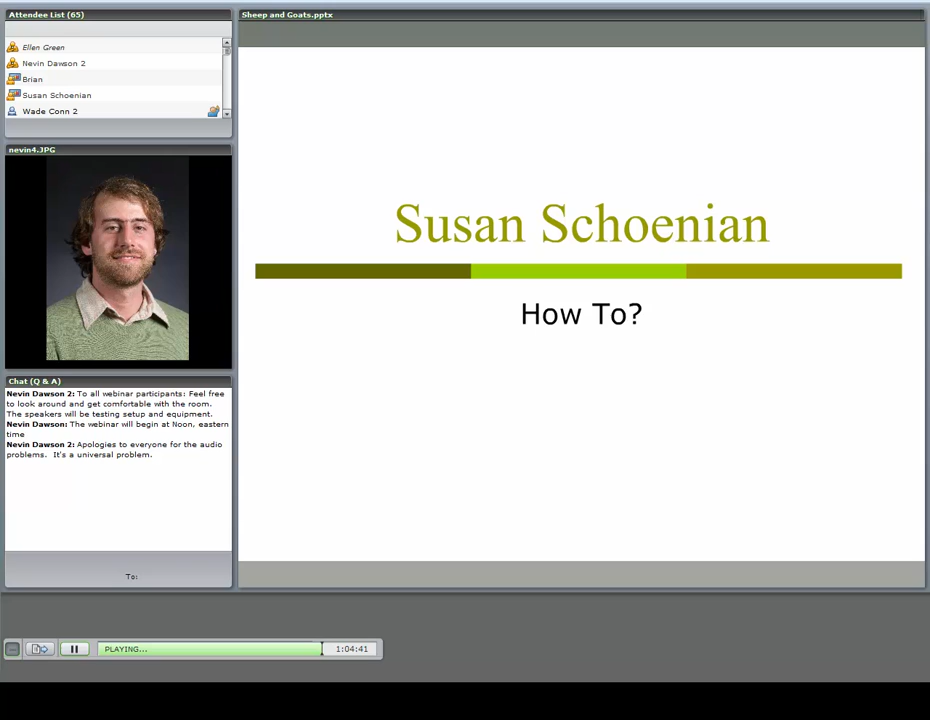 Attendee List (65)
Ellen Green
Nevin Dawson 2
Brian
Susan Schoenian
Wade Conn 2
nevin4.JPG
Chat (Q & A)
Nevin Dawson 2: To all webinar participants: Feel free
to look around and get comfortable with the room.
The speakers will be testing setup and equipment.
Nevin Dawson: The webinar will begin at Noon, eastern
time
Nevin Dawson 2: Apologies to everyone for the audio
problems. It's a universal problem.
To:
Sheep and Goats.pptx
Susan Schoenian
How To?
PLAYING...
1:04:41